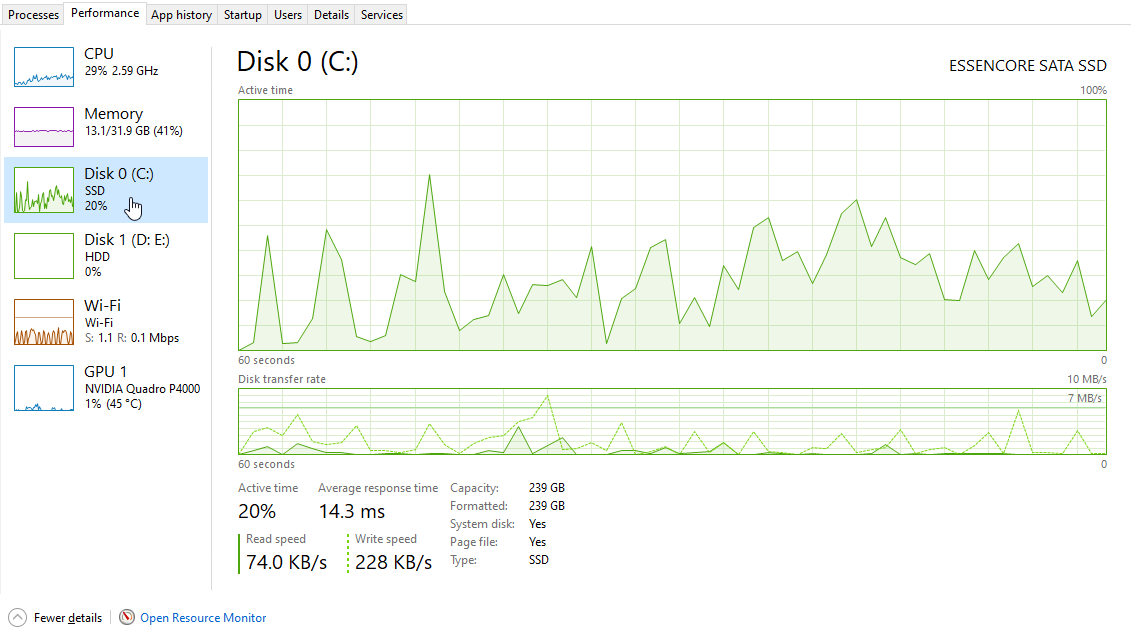 Processes Performance App history Startup Users Details Services
CPU
29% 2.59 GHz
Memory
13.1/31.9 GB (41%)
Disk 0 (C:)
SSD
20%
Disk 1 (D: E:)
HDD
0%
Wi-Fi
Wi-Fi
S: 1.1 R: 0.1 Mbps
GPU 1
NVIDIA Quadro P4000
1% (45 °C)
Disk 0 (C:) ESSENCORE SATA SSD
Active time 100%
60 seconds 0
Disk transfer rate 10 MB/s
7 MB/s
60 seconds 0
Active time Average response time
20% 14.3 ms
Read speed Write speed
74.0 KB/s 228 KB/s
Capacity: 239 GB
Formatted: 239 GB
System disk: Yes
Page file: Yes
Type: SSD
Fewer details Open Resource Monitor